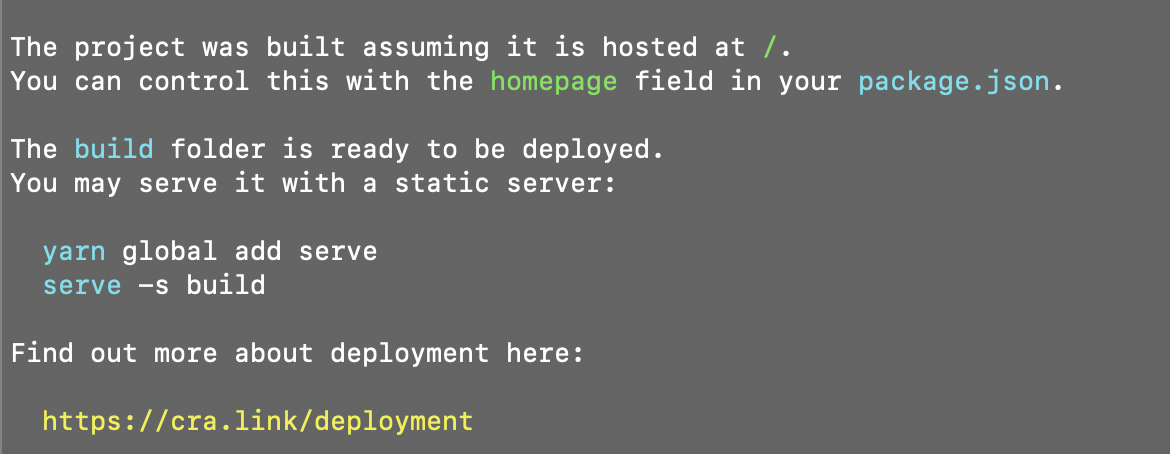 The project was built assuming it is hosted at /.
You can control this with the homepage field in your package.json.
The build folder is ready to be deployed.
You may serve it with a static server:
yarn global add serve
serve -s build
Find out more about deployment here:
https://cra.link/deployment